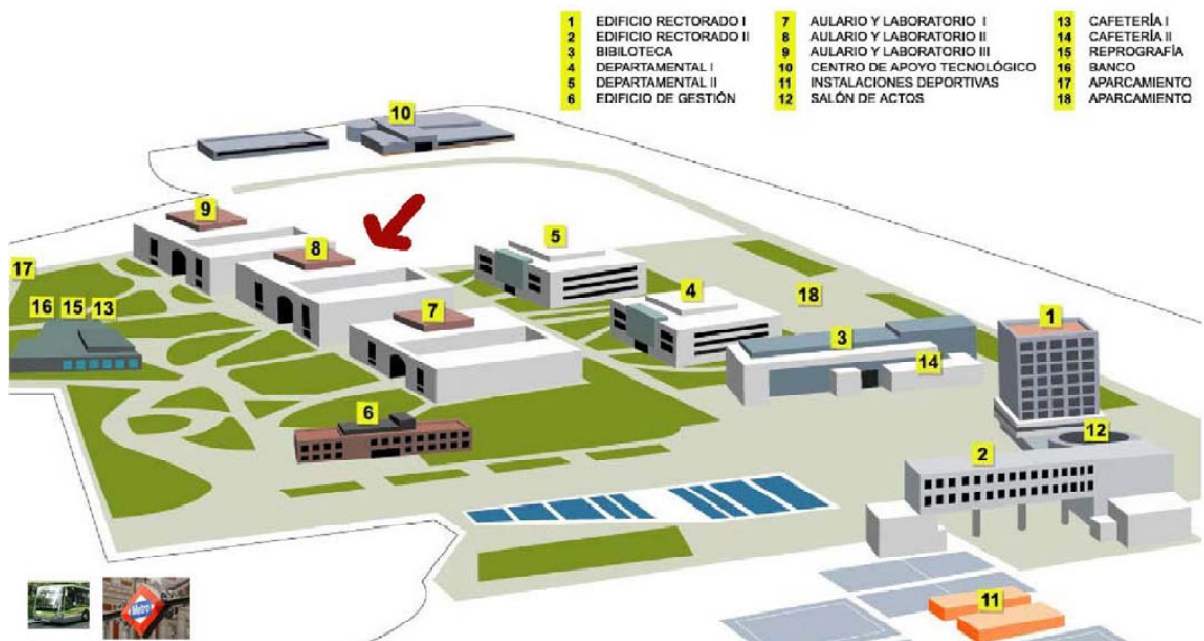 1 EDIFICIO RECTORADO I
2 EDIFICIO RECTORADO II
3 BIBILOTECA
4 DEPARTAMENTAL I
5 DEPARTAMENTAL II
6 EDIFICIO DE GESTIÓN
7 AULARIO Y LABORATORIO I
8 AULARIO Y LABORATORIO II
9 AULARIO Y LABORATORIO III
10 CENTRO DE APOYO TECNOLÓGICO
11 INSTALACIONES DEPORTIVAS
12 SALÓN DE ACTOS
13 CAFETERÍA I
14 CAFETERÍA II
15 REPROGRAFÍA
16 BANCO
17 APARCAMIENTO
18 APARCAMIENTO
10
9
8
5
17
16 15 13
7
4
18
3
1
14
6
12
2
11
Metro